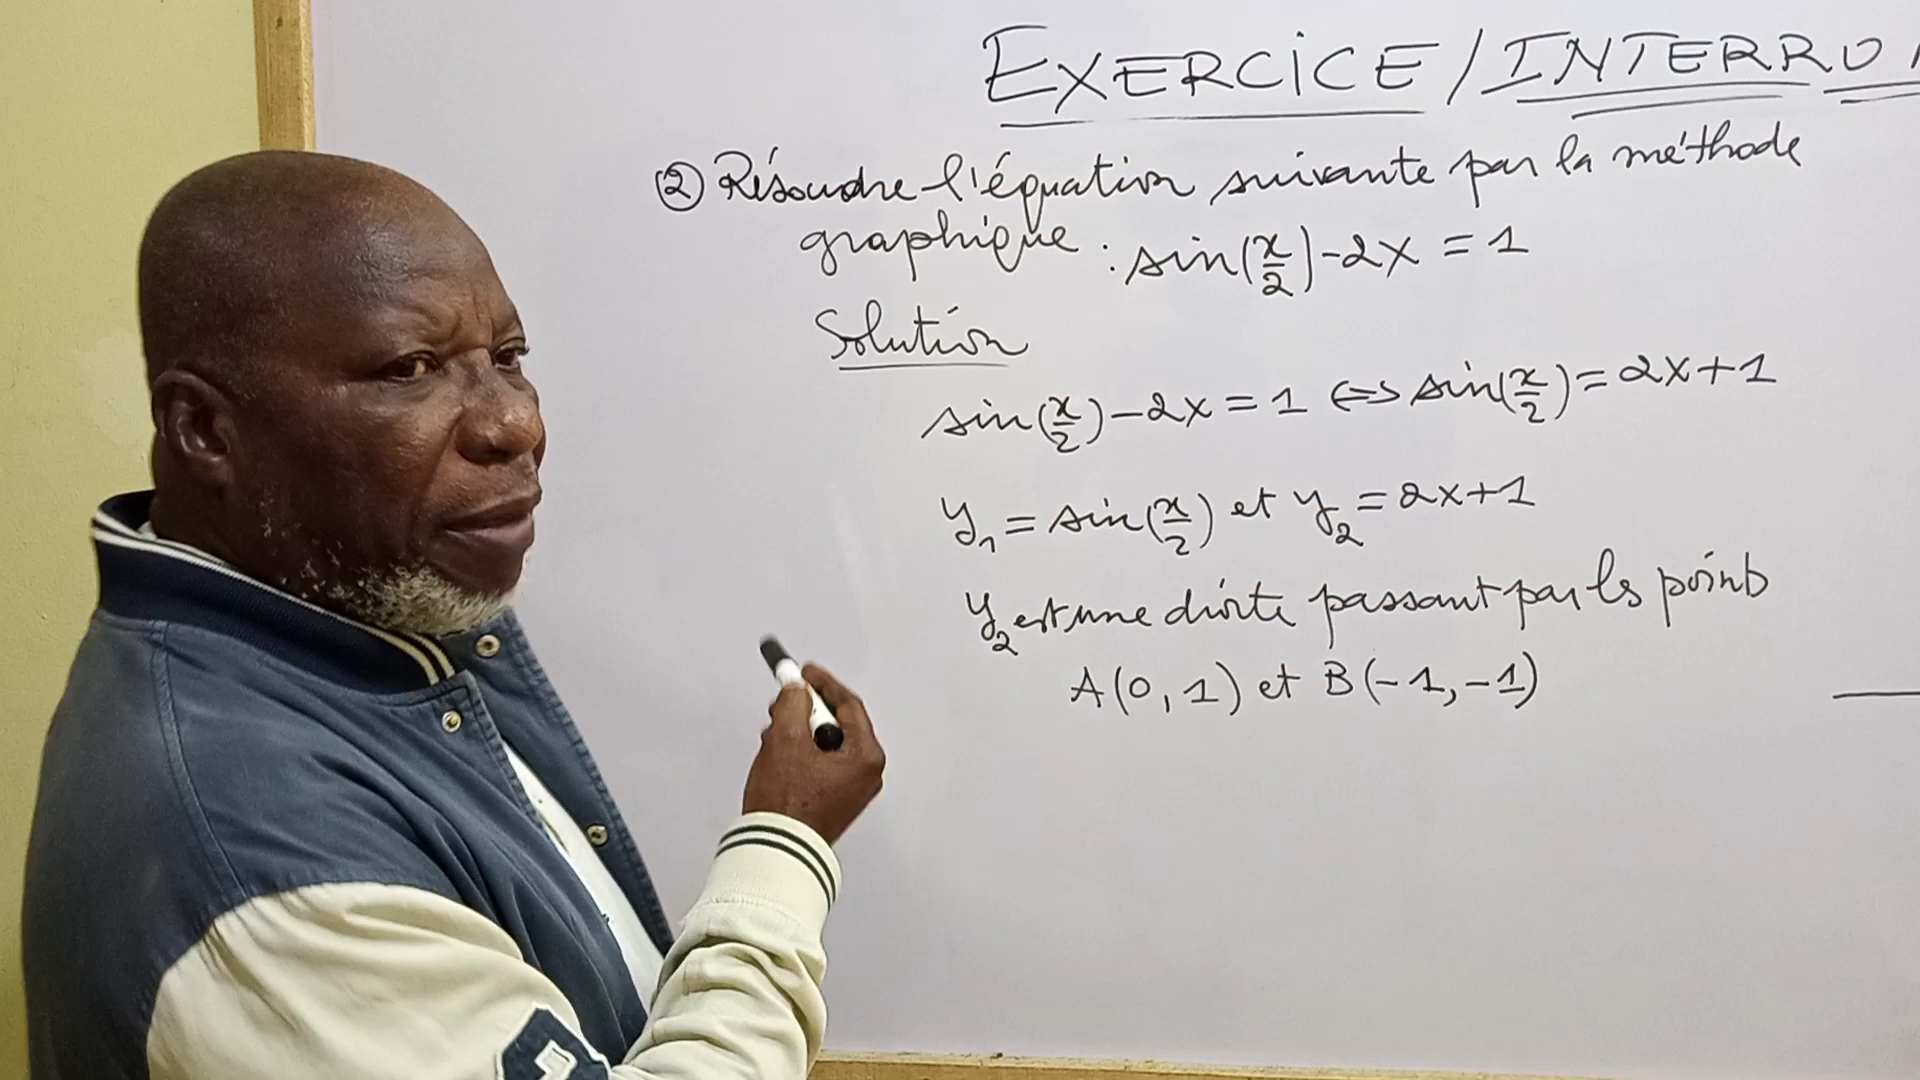 EXERCICE / INTERRO
② Résoudre l'équation suivante par la méthode
graphique : sin(x/2) - 2x = 1
Solution
sin(x/2) - 2x = 1 ⇔ sin(x/2) = 2x + 1
y₁ = sin(x/2) et y₂ = 2x + 1
y₂ est une droite passant par les points
A(0, 1) et B(-1, -1)